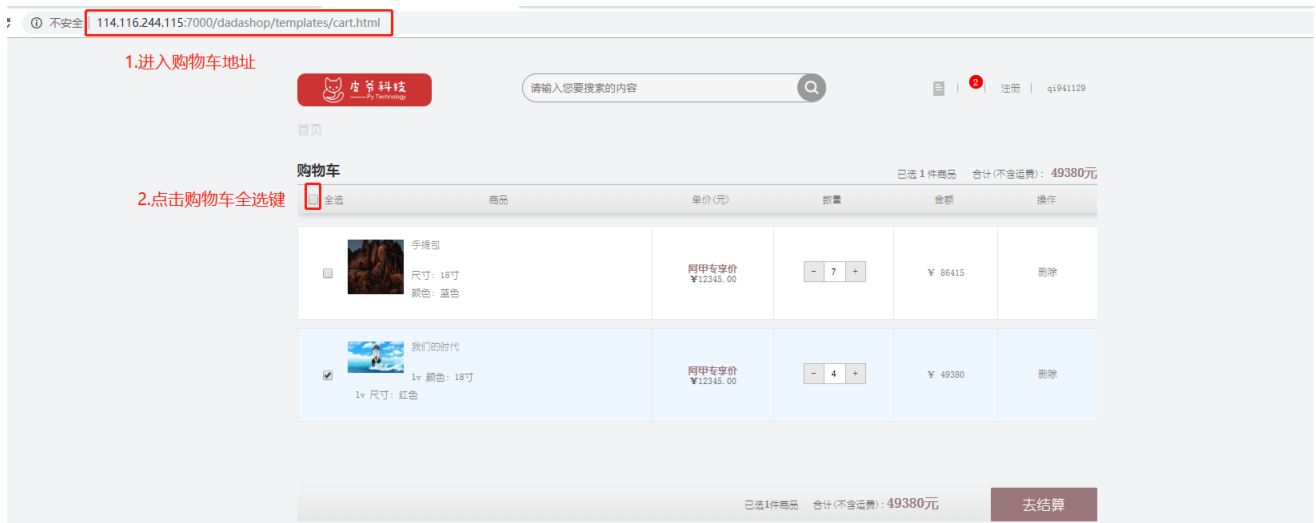 不安全 | 114.116.244.115:7000/dadashop/templates/cart.html
1.进入购物车地址
皮爷科技
Py Technology
请输入您要搜索的内容
2
注册 | qi941129
首页
购物车
已选 1 件商品 合计(不含运费): 49380元
2.点击购物车全选键
全选 商品 单价(元) 数量 金额 操作
手提包
尺寸: 18寸
颜色: 蓝色
阿甲专享价
¥12345.00
- 7 +
¥ 86415
删除
我们的时代
lv 颜色: 18寸
lv 尺寸: 红色
阿甲专享价
¥12345.00
- 4 +
¥ 49380
删除
已选1件商品 合计(不含运费): 49380元
去结算